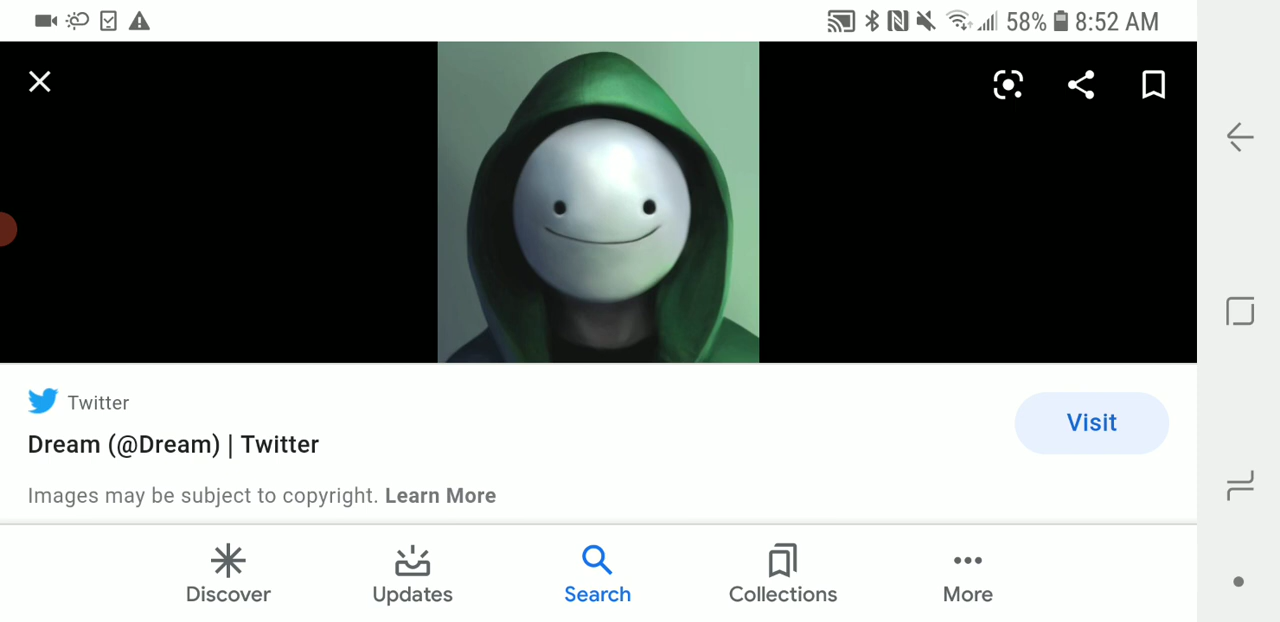 58% 8:52 AM
Twitter
Dream (@Dream) | Twitter
Visit
Images may be subject to copyright. Learn More
Discover Updates Search Collections More